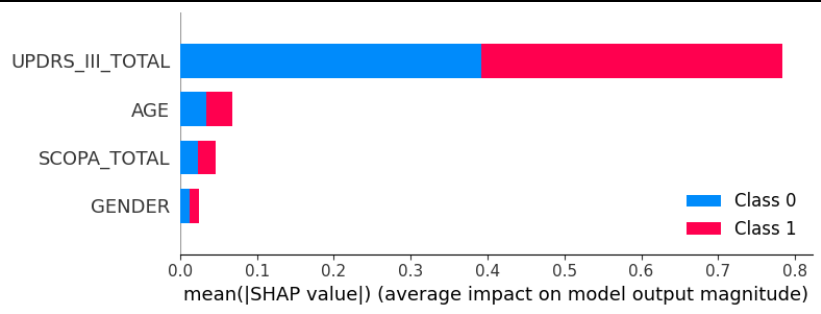 UPDRS_III_TOTAL
AGE
SCOPA_TOTAL
GENDER
Class 0
Class 1
0.0 0.1 0.2 0.3 0.4 0.5 0.6 0.7 0.8
mean(|SHAP value|) (average impact on model output magnitude)